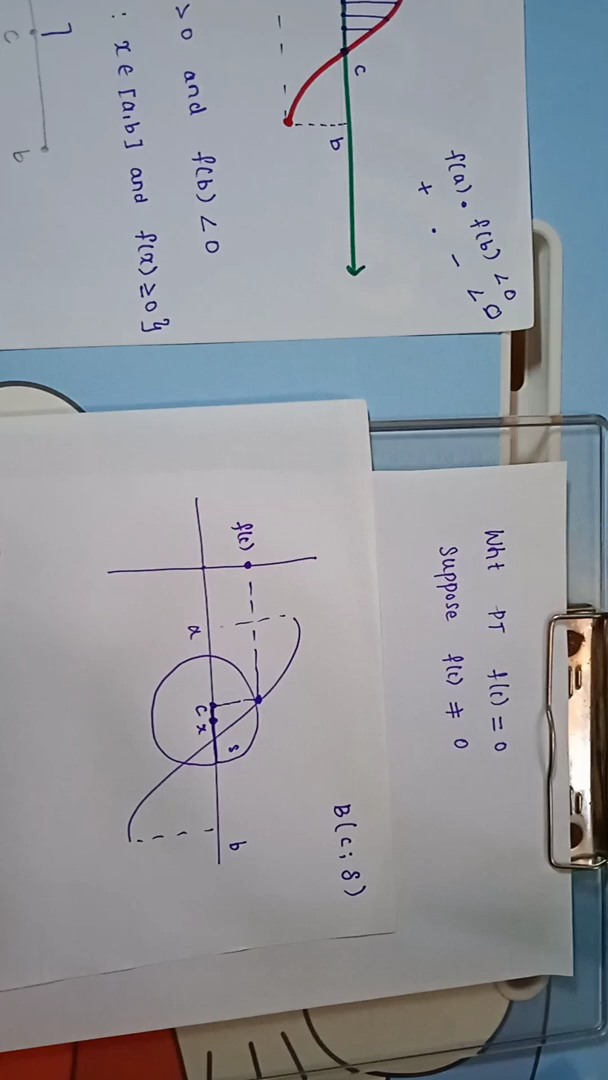 c
b
f(a) . f(b) < 0
+ . - < 0
> 0 and f(b) < 0
: x ∈ [a,b] and f(x) ≥ 0}
]
c
b
Wht PT f(c) = 0
Suppose f(c) ≠ 0
B(c; δ)
f(c)
a
c x
δ
b